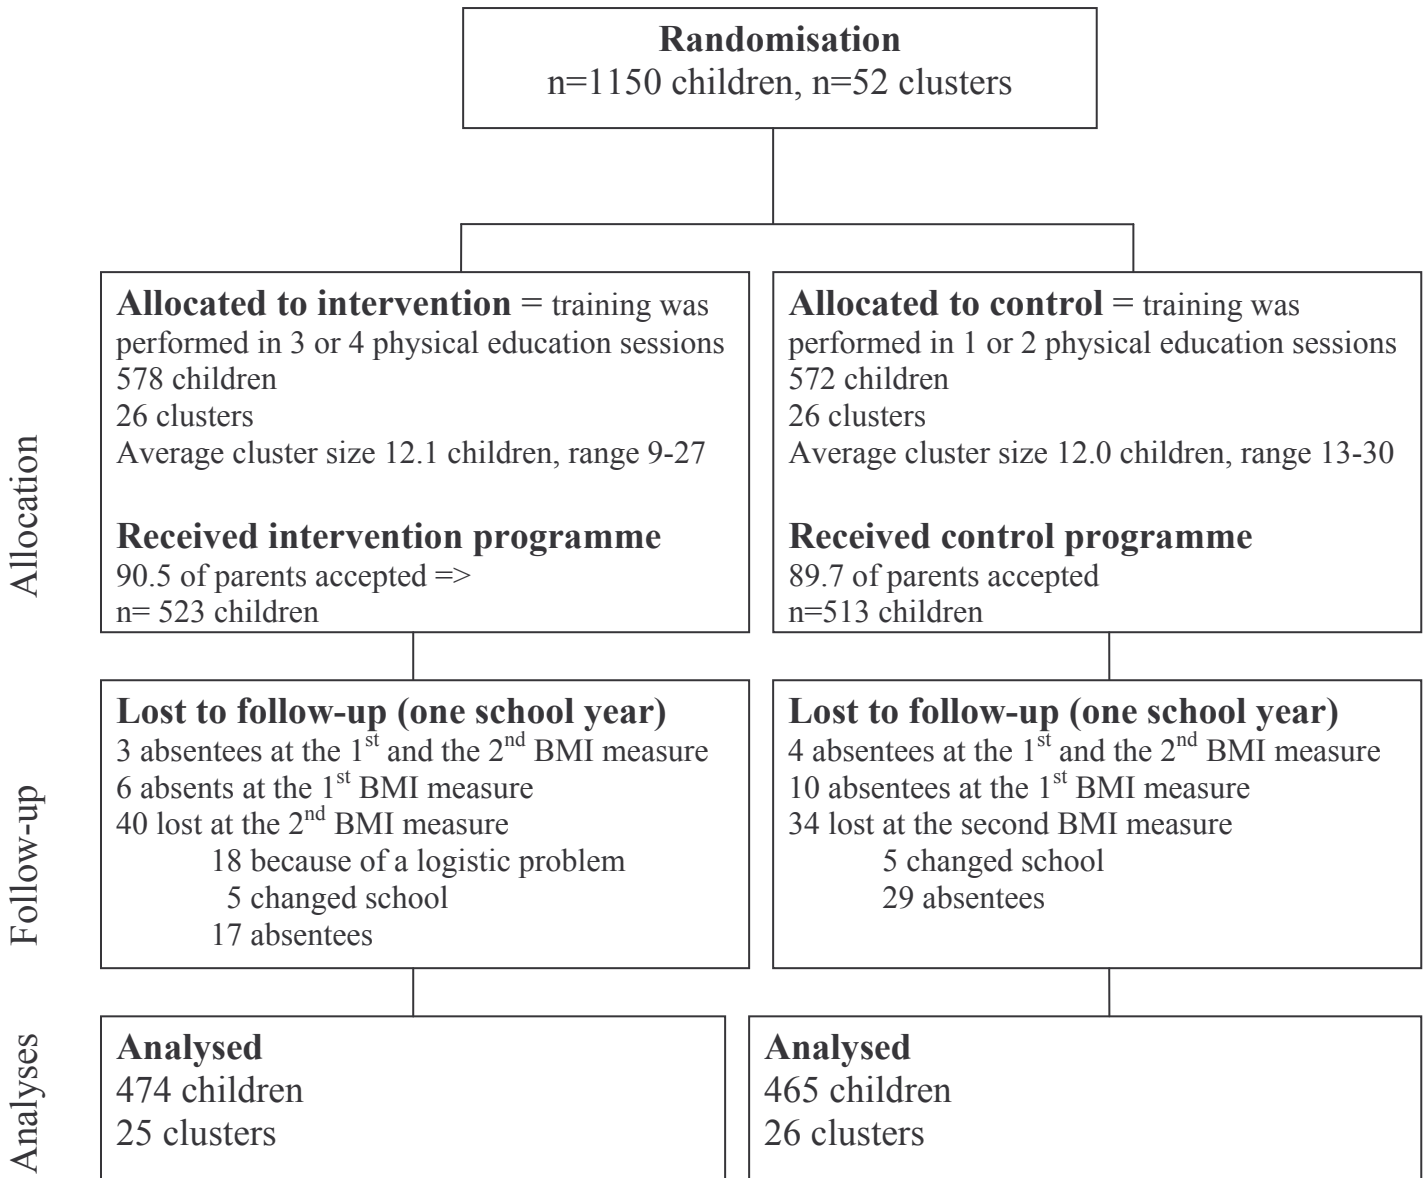 Randomisation
n=1150 children, n=52 clusters
Allocation
Allocated to intervention = training was
performed in 3 or 4 physical education sessions
578 children
26 clusters
Average cluster size 12.1 children, range 9-27
Received intervention programme
90.5 of parents accepted =>
n= 523 children
Allocated to control = training was
performed in 1 or 2 physical education sessions
572 children
26 clusters
Average cluster size 12.0 children, range 13-30
Received control programme
89.7 of parents accepted
n=513 children
Follow-up
Lost to follow-up (one school year)
3 absentees at the 1st and the 2nd BMI measure
6 absents at the 1st BMI measure
40 lost at the 2nd BMI measure
18 because of a logistic problem
5 changed school
17 absentees
Lost to follow-up (one school year)
4 absentees at the 1st and the 2nd BMI measure
10 absentees at the 1st BMI measure
34 lost at the second BMI measure
5 changed school
29 absentees
Analyses
Analysed
474 children
25 clusters
Analysed
465 children
26 clusters